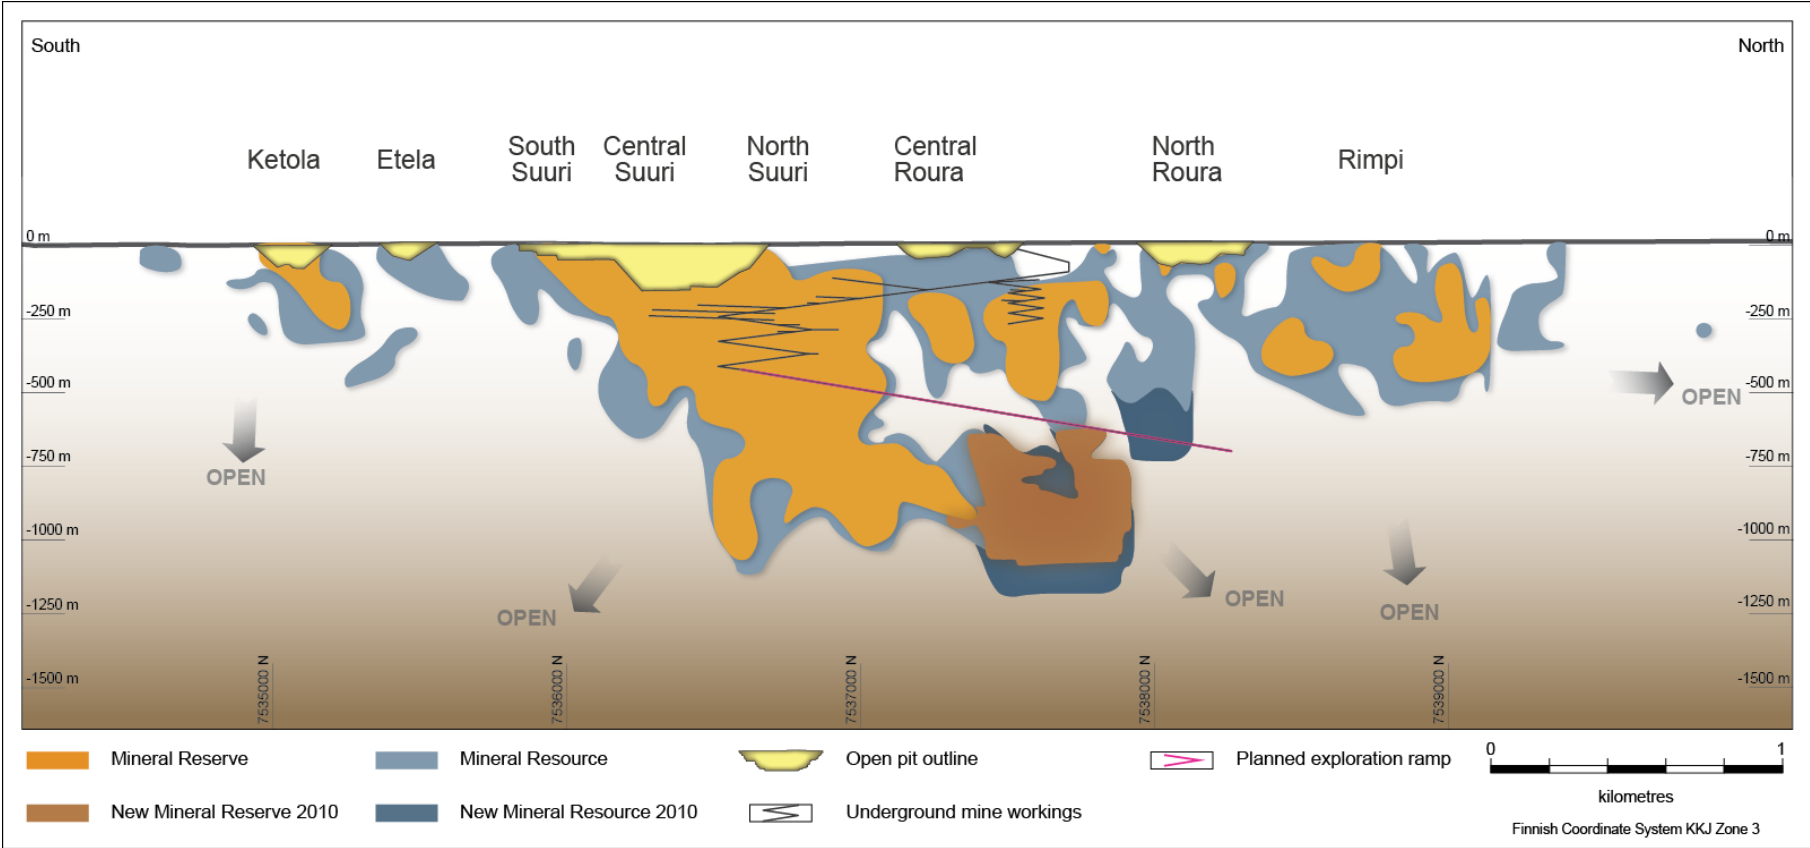 South
North
Ketola
Etela
South
Suuri
Central
Suuri
North
Suuri
Central
Roura
North
Roura
Rimpi
0 m
0 m
-250 m
-250 m
-500 m
-500 m
OPEN
OPEN
-750 m
-750 m
-1000 m
-1000 m
-1250 m
-1250 m
OPEN
OPEN
OPEN
-1500 m
-1500 m
7535000 N
7536000 N
7537000 N
7538000 N
7539000 N
Mineral Reserve
Mineral Resource
Open pit outline
Planned exploration ramp
0
1
New Mineral Reserve 2010
New Mineral Resource 2010
Underground mine workings
kilometres
Finnish Coordinate System KKJ Zone 3